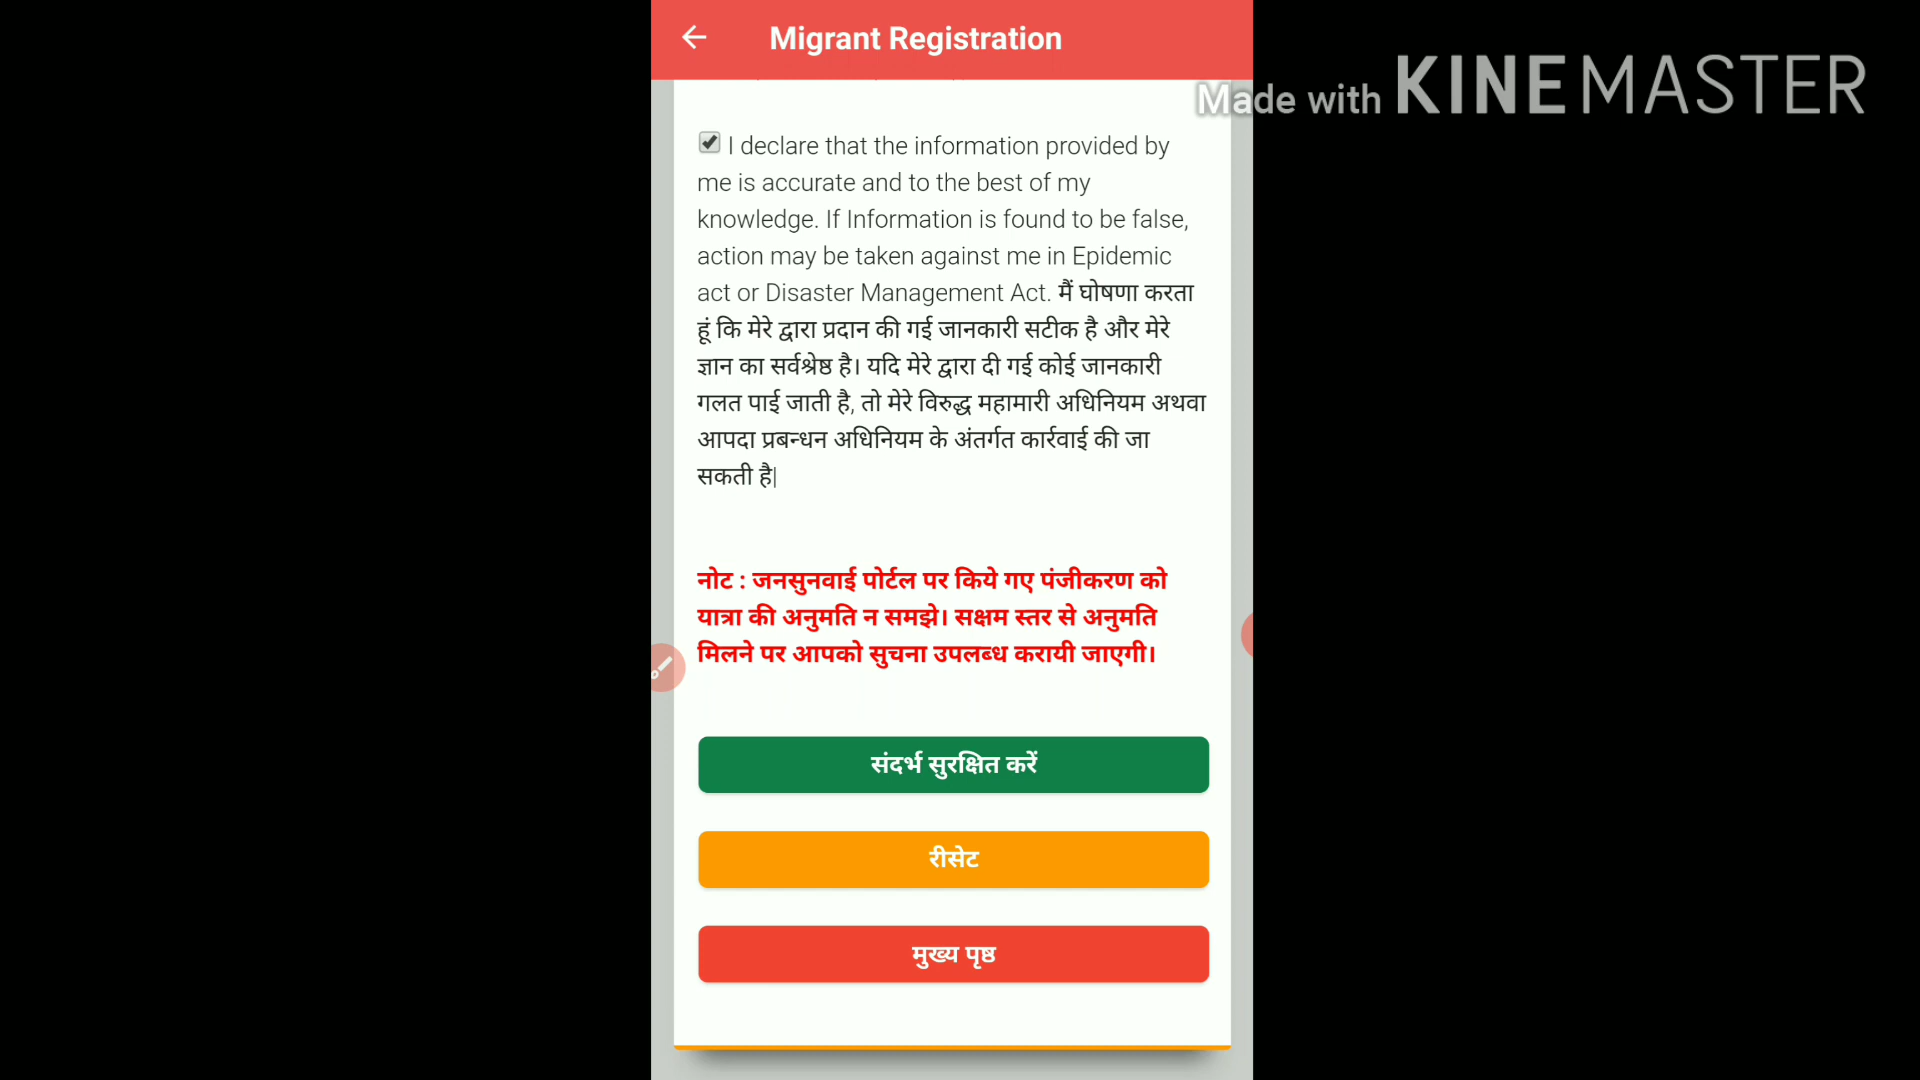 Migrant Registration
Made with KINEMASTER
I declare that the information provided by
me is accurate and to the best of my
knowledge. If Information is found to be false,
action may be taken against me in Epidemic
act or Disaster Management Act. मैं घोषणा करता
हूं कि मेरे द्वारा प्रदान की गई जानकारी सटीक है और मेरे
ज्ञान का सर्वश्रेष्ठ है। यदि मेरे द्वारा दी गई कोई जानकारी
गलत पाई जाती है, तो मेरे विरुद्ध महामारी अधिनियम अथवा
आपदा प्रबन्धन अधिनियम के अंतर्गत कार्रवाई की जा
सकती है|
नोट : जनसुनवाई पोर्टल पर किये गए पंजीकरण को
यात्रा की अनुमति न समझे। सक्षम स्तर से अनुमति
मिलने पर आपको सुचना उपलब्ध करायी जाएगी।
संदर्भ सुरक्षित करें
रीसेट
मुख्य पृष्ठ